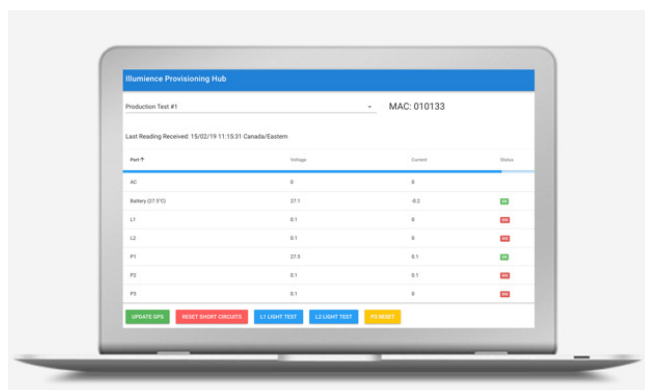 Illumience Provisioning Hub
Production Test #1 MAC: 010133
Last Reading Received: 15/02/19 11:15:31 Canada/Eastern
Port ↑ Voltage Current Status
AC 0 0
Battery (27.5°C) 27.1 -0.2
L1 0.1 0
L2 0.1 0
P1 27.5 0.1
P2 0.1 0.1
P3 0.1 0
UPDATE GPS RESET SHORT CIRCUITS L1 LIGHT TEST L2 LIGHT TEST P3 RESET